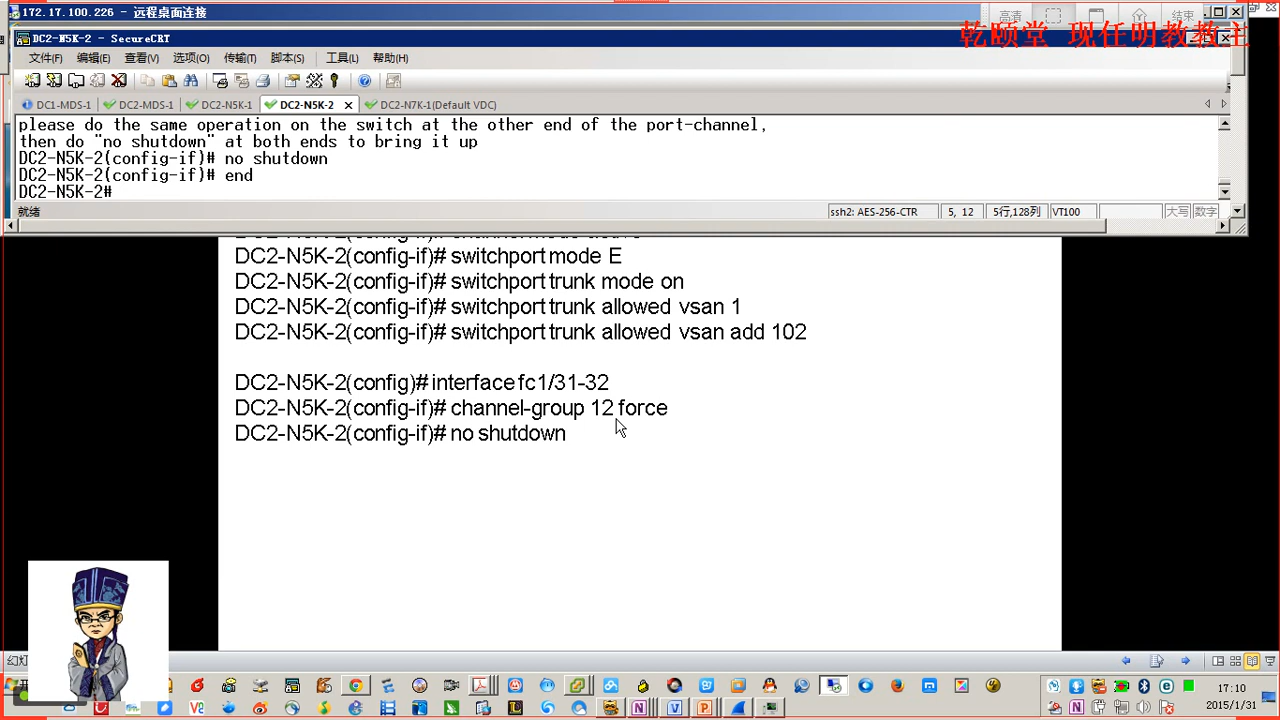 172.17.100.226 - 远程桌面连接
高清
结束
乾颐堂 现任明教教主
DC2-N5K-2 - SecureCRT
文件(F) 编辑(E) 查看(V) 选项(O) 传输(T) 脚本(S) 工具(L) 帮助(H)
DC1-MDS-1 DC2-MDS-1 DC2-N5K-1 DC2-N5K-2 DC2-N7K-1(Default VDC)
please do the same operation on the switch at the other end of the port-channel,
then do "no shutdown" at both ends to bring it up
DC2-N5K-2(config-if)# no shutdown
DC2-N5K-2(config-if)# end
DC2-N5K-2#
就绪 ssh2: AES-256-CTR 5, 12 5行,128列 VT100 大写 数字
DC2-N5K-2(config-if)# switchport mode E
DC2-N5K-2(config-if)# switchport trunk mode on
DC2-N5K-2(config-if)# switchport trunk allowed vsan 1
DC2-N5K-2(config-if)# switchport trunk allowed vsan add 102
DC2-N5K-2(config)# interface fc1/31-32
DC2-N5K-2(config-if)# channel-group 12 force
DC2-N5K-2(config-if)# no shutdown
17:10
2015/1/31